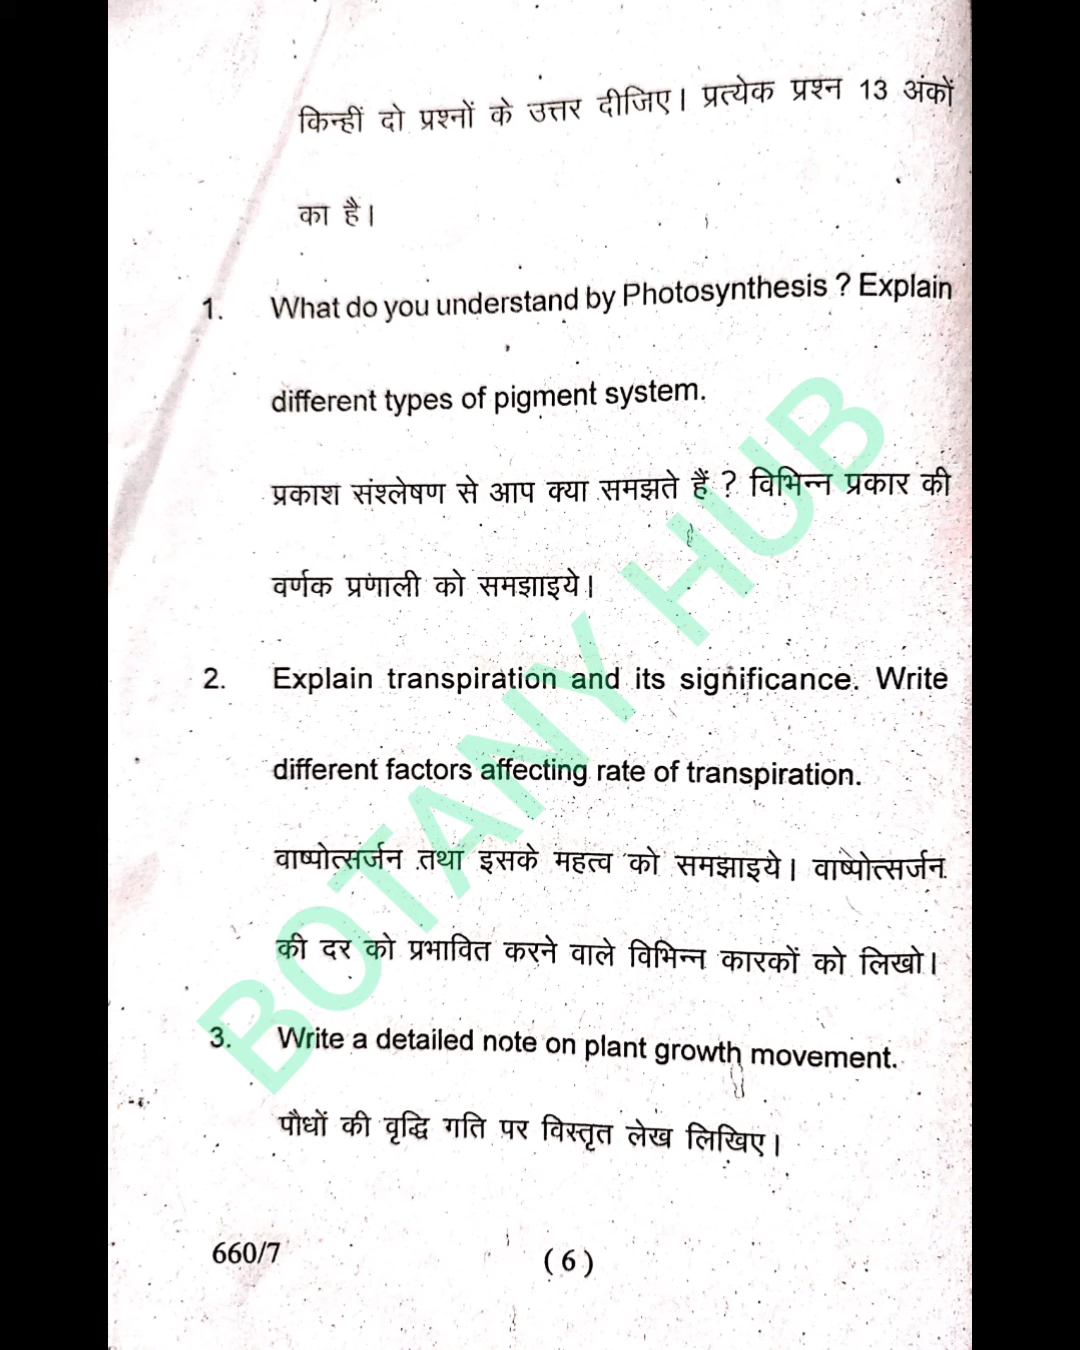 किन्हीं दो प्रश्नों के उत्तर दीजिए। प्रत्येक प्रश्न 13 अंकों
का है।
1. What do you understand by Photosynthesis ? Explain
different types of pigment system.
प्रकाश संश्लेषण से आप क्या समझते हैं ? विभिन्न प्रकार की
वर्णक प्रणाली को समझाइये।
2. Explain transpiration and its significance. Write
different factors affecting rate of transpiration.
वाष्पोत्सर्जन तथा इसके महत्व को समझाइये। वाष्पोत्सर्जन
की दर को प्रभावित करने वाले विभिन्न कारकों को लिखो।
3. Write a detailed note on plant growth movement.
पौधों की वृद्धि गति पर विस्तृत लेख लिखिए।
660/7 (6)
BOTANY HUB